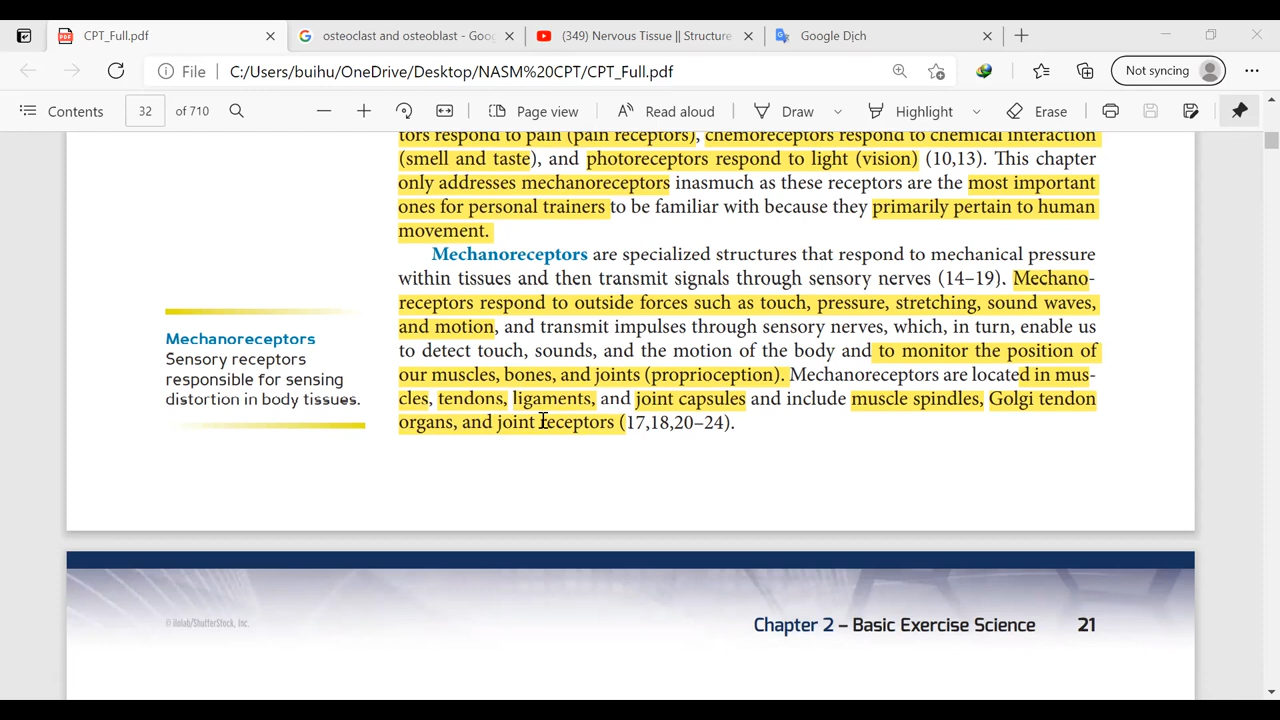 CPT_Full.pdf
osteoclast and osteoblast - Goog
(349) Nervous Tissue || Structure
Google Dịch
File C:/Users/buihu/OneDrive/Desktop/NASM%20CPT/CPT_Full.pdf
Not syncing
Contents 32 of 710 Page view Read aloud Draw Highlight Erase
tors respond to pain (pain receptors), chemoreceptors respond to chemical interaction
(smell and taste), and photoreceptors respond to light (vision) (10,13). This chapter
only addresses mechanoreceptors inasmuch as these receptors are the most important
ones for personal trainers to be familiar with because they primarily pertain to human
movement.
Mechanoreceptors are specialized structures that respond to mechanical pressure
within tissues and then transmit signals through sensory nerves (14–19). Mechano-
receptors respond to outside forces such as touch, pressure, stretching, sound waves,
and motion, and transmit impulses through sensory nerves, which, in turn, enable us
to detect touch, sounds, and the motion of the body and to monitor the position of
our muscles, bones, and joints (proprioception). Mechanoreceptors are located in mus-
cles, tendons, ligaments, and joint capsules and include muscle spindles, Golgi tendon
organs, and joint receptors (17,18,20–24).
Mechanoreceptors
Sensory receptors
responsible for sensing
distortion in body tissues.
© ilolab/ShutterStock, Inc.
Chapter 2 – Basic Exercise Science 21